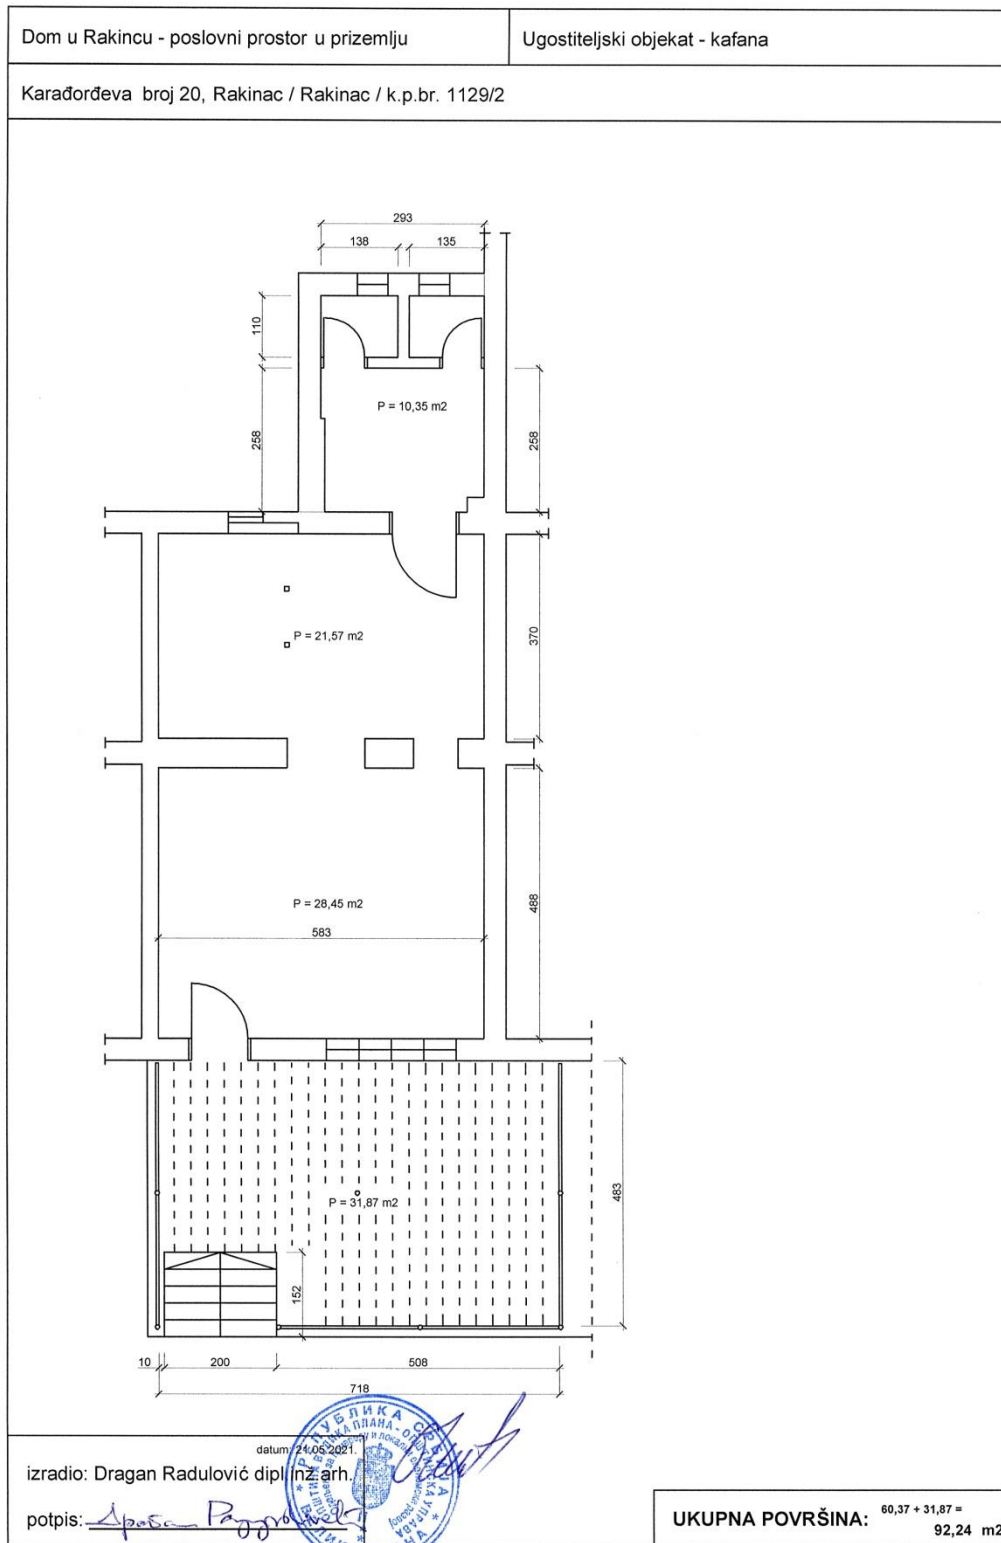 Dom u Rakincu - poslovni prostor u prizemlju
Ugostiteljski objekat - kafana
Karađorđeva broj 20, Rakinac / Rakinac / k.p.br. 1129/2
293
138
135
110
258
P = 10,35 m2
258
370
P = 21,57 m2
P = 28,45 m2
583
488
P = 31,87 m2
483
152
10
200
508
718
datum: 21.05.2021.
izradio: Dragan Radulović dipl.inž.arh.
potpis:
РЕПУБЛИКА СРБИЈА
UKUPNA POVRŠINA:
60,37 + 31,87 =
92,24 m2